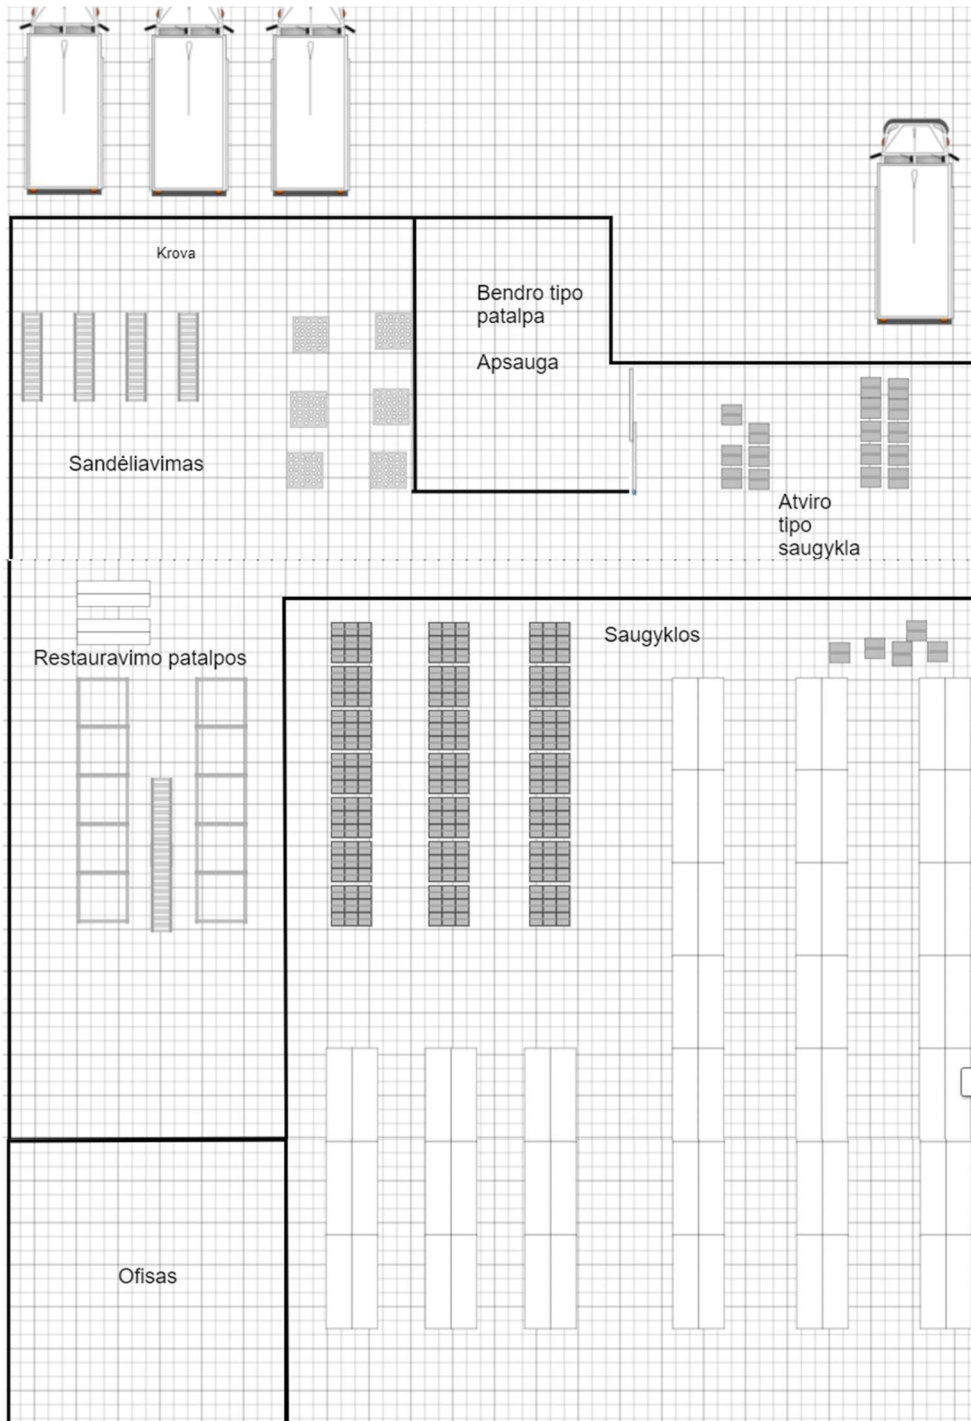 Krova
Bendro tipo
patalpa
Apsauga
Sandėliavimas
Atviro
tipo
saugykla
Restauravimo patalpos
Saugyklos
Ofisas